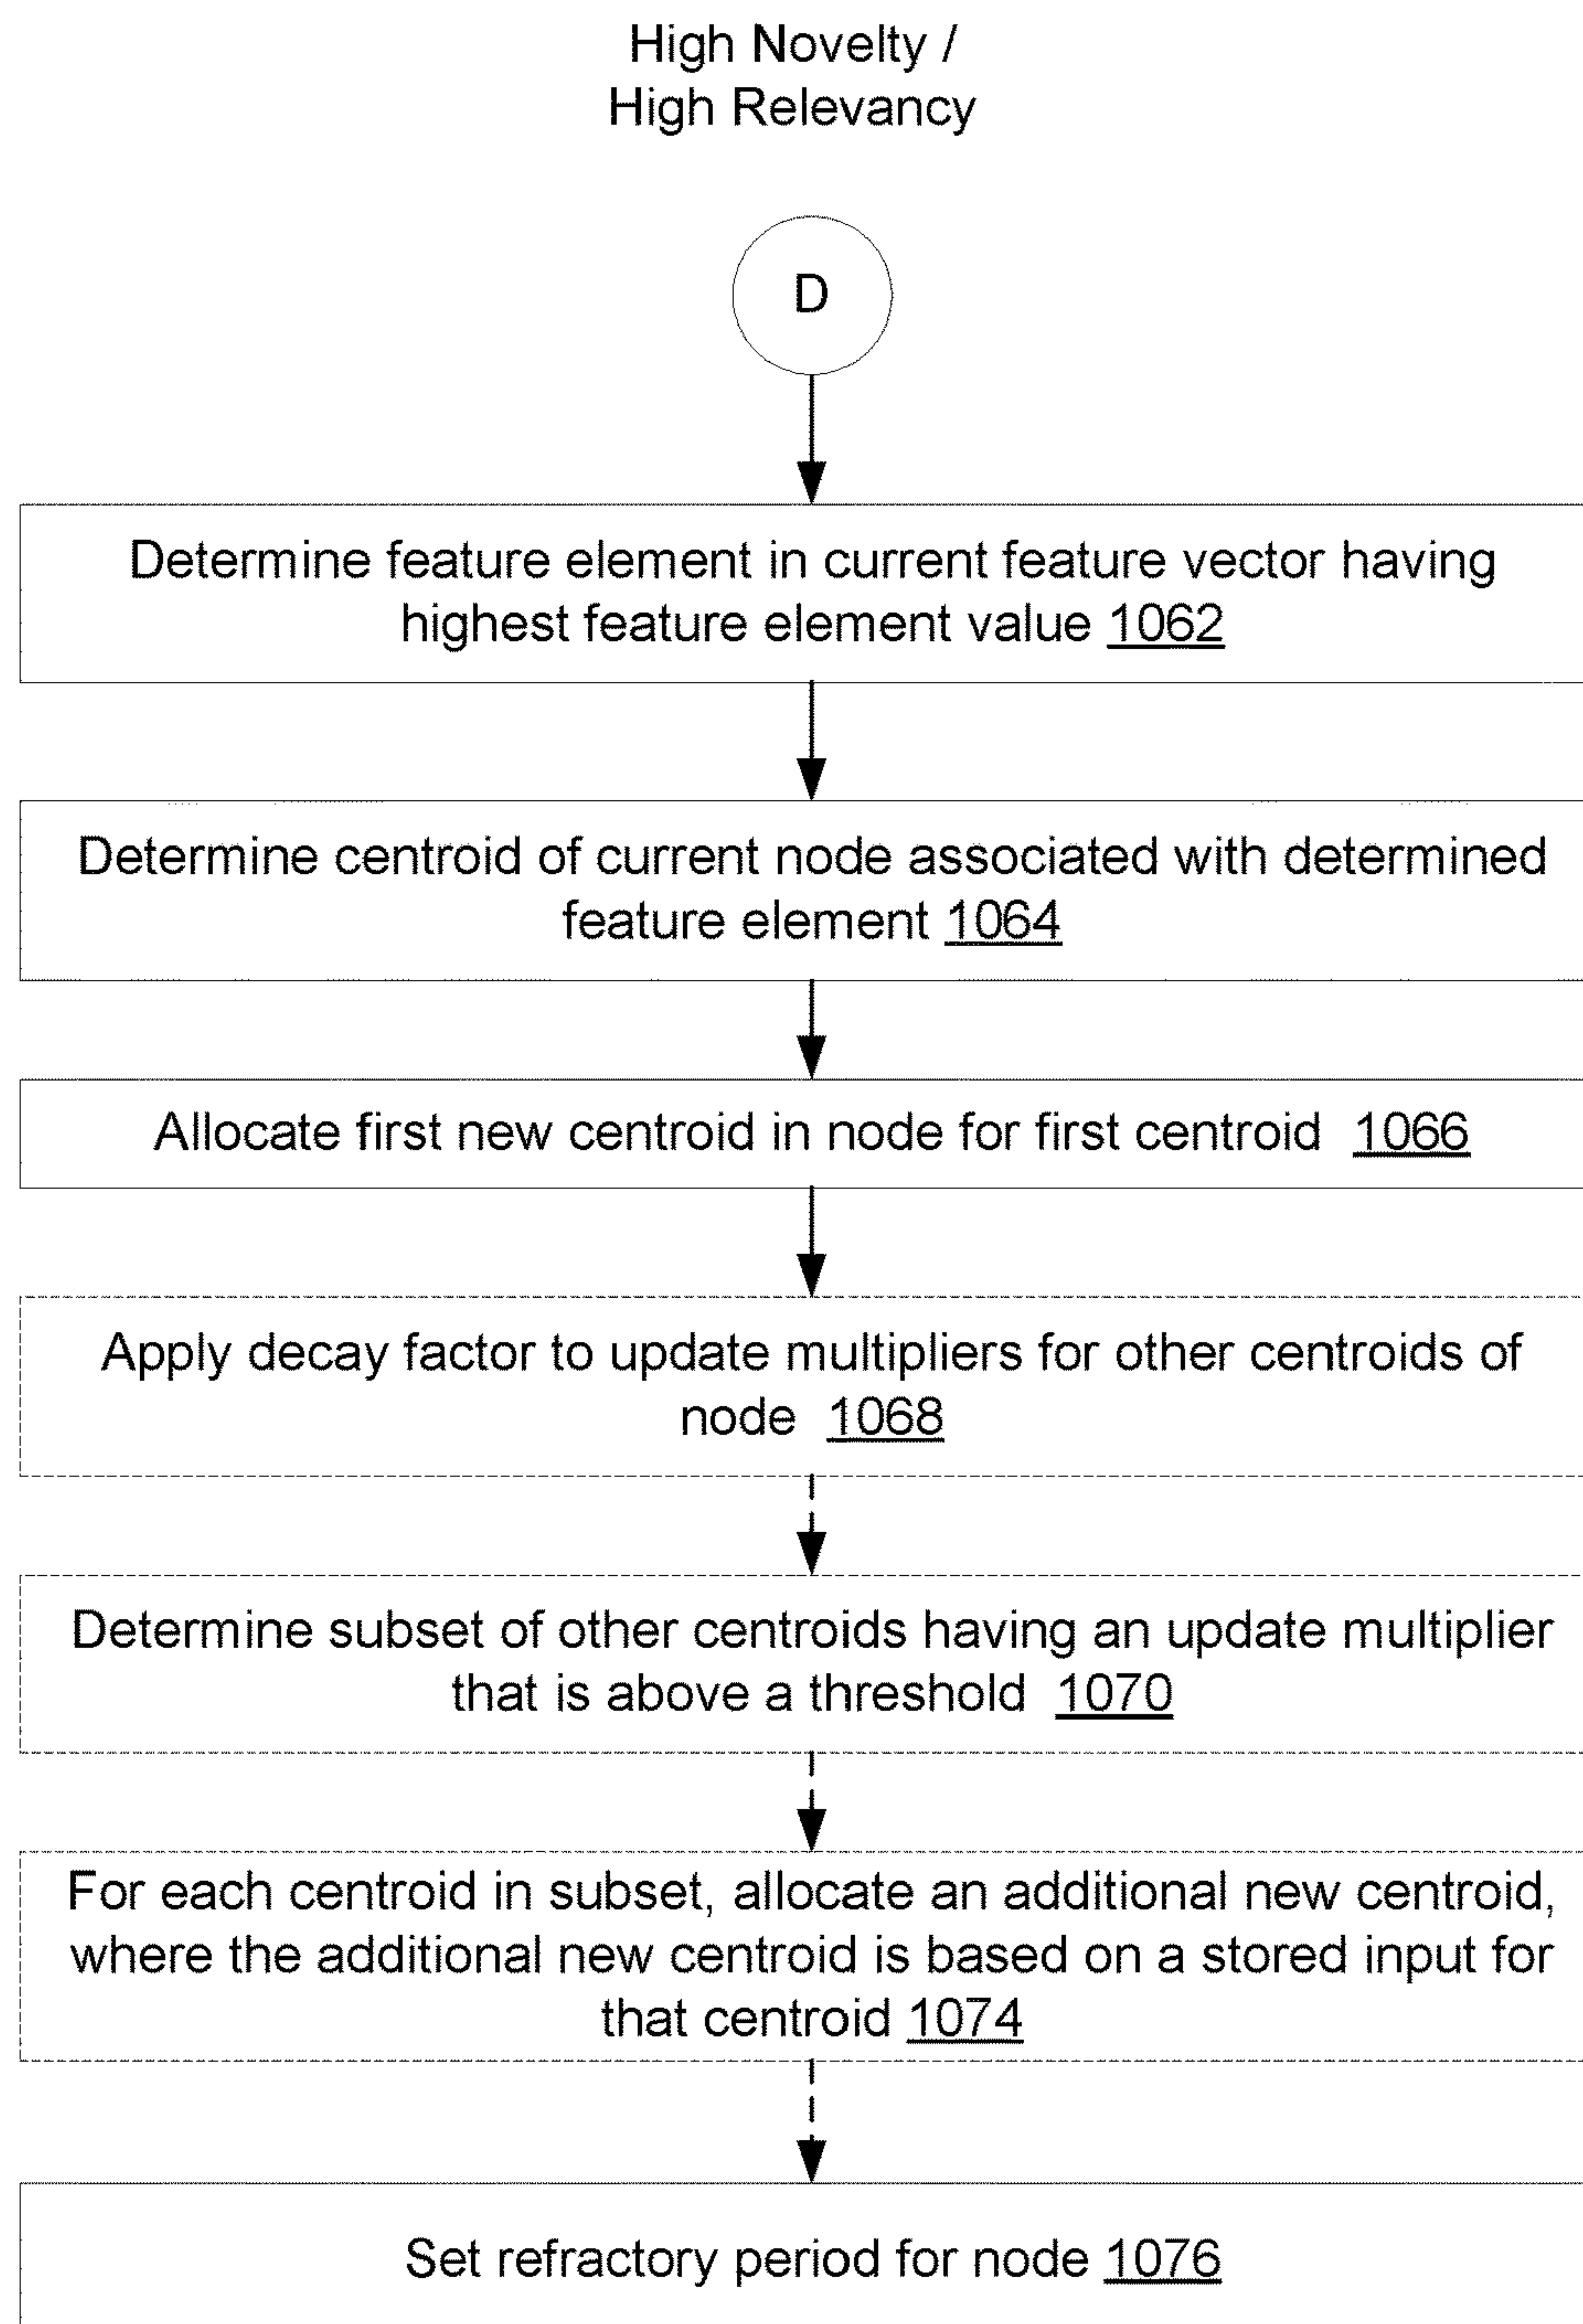 High Novelty /
High Relevancy
D
Determine feature element in current feature vector having
highest feature element value 1062
Determine centroid of current node associated with determined
feature element 1064
Allocate first new centroid in node for first centroid 1066
Apply decay factor to update multipliers for other centroids of
node 1068
Determine subset of other centroids having an update multiplier
that is above a threshold 1070
For each centroid in subset, allocate an additional new centroid,
where the additional new centroid is based on a stored input for
that centroid 1074
Set refractory period for node 1076